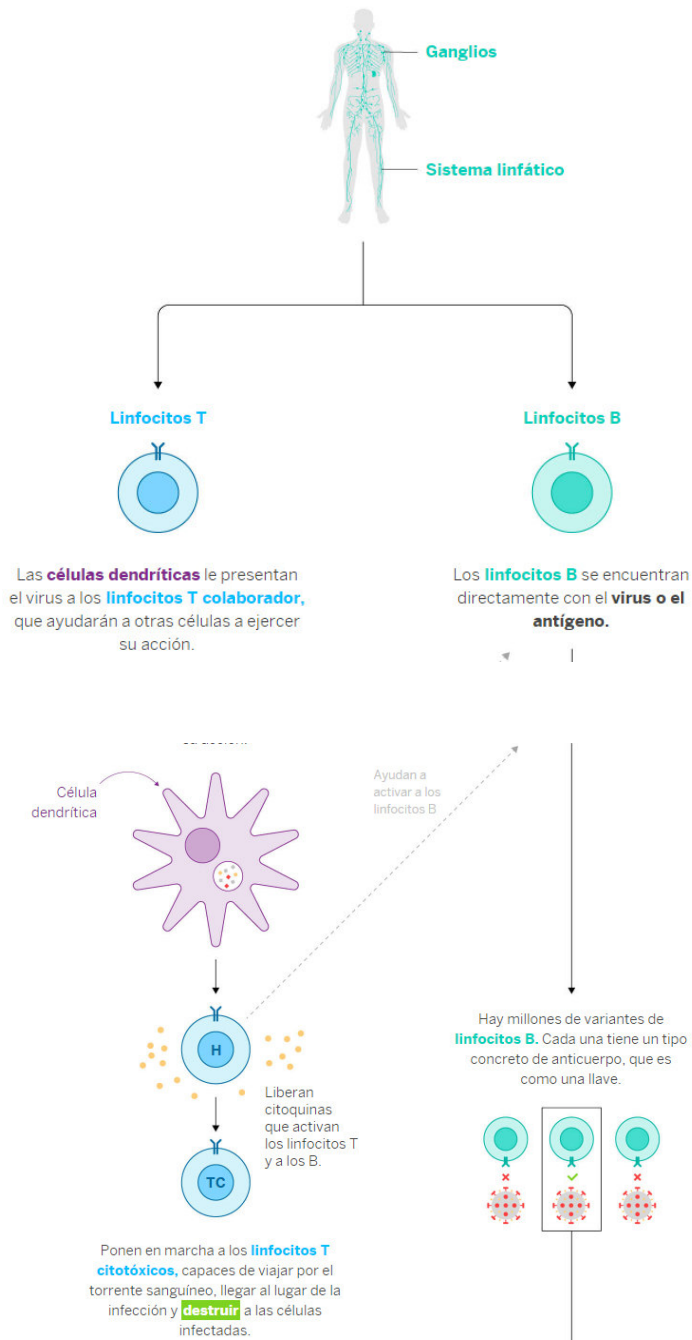 Ganglios
Sistema linfático
Linfocitos T
Las células dendríticas le presentan
el virus a los linfocitos T colaborador,
que ayudarán a otras células a ejercer
su acción.
Linfocitos B
Los linfocitos B se encuentran
directamente con el virus o el
antígeno.
su acción.
Célula
dendrítica
Ayudan a
activar a los
linfocitos B
H
Liberan
citoquinas
que activan
los linfocitos T
y a los B.
TC
Ponen en marcha a los linfocitos T
citotóxicos, capaces de viajar por el
torrente sanguíneo, llegar al lugar de la
infección y destruir a las células
infectadas.
Hay millones de variantes de
linfocitos B. Cada una tiene un tipo
concreto de anticuerpo, que es
como una llave.